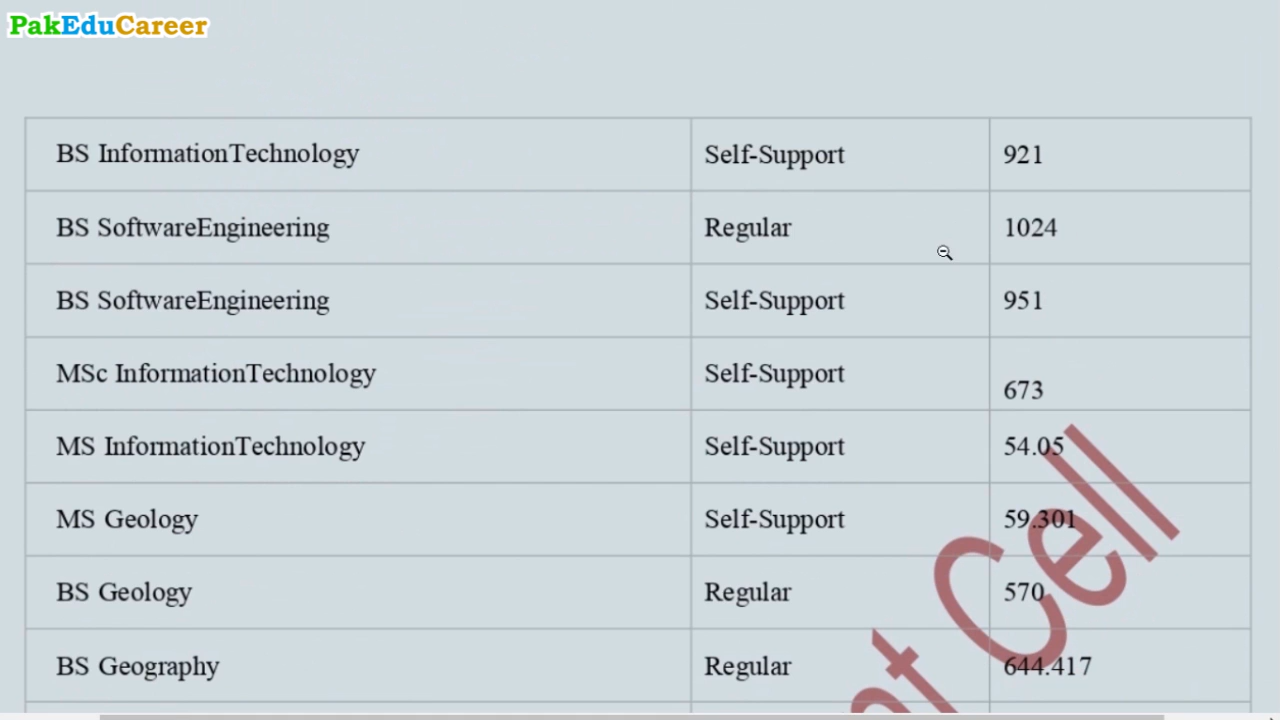 PakEduCareer
BS InformationTechnology Self-Support 921
BS SoftwareEngineering Regular 1024
BS SoftwareEngineering Self-Support 951
MSc InformationTechnology Self-Support 673
MS InformationTechnology Self-Support 54.05
MS Geology Self-Support 59.301
BS Geology Regular 570
BS Geography Regular 644.417
nt Cell